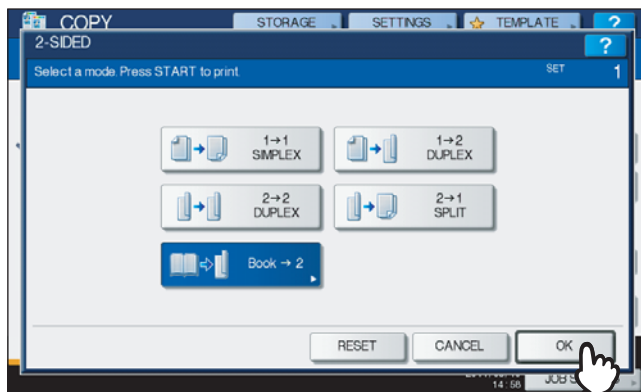 COPY STORAGE SETTINGS TEMPLATE ?
2-SIDED ?
Select a mode. Press START to print SET 1
1→1
SIMPLEX
1→2
DUPLEX
2→2
DUPLEX
2→1
SPLIT
Book → 2
RESET CANCEL OK
14:58